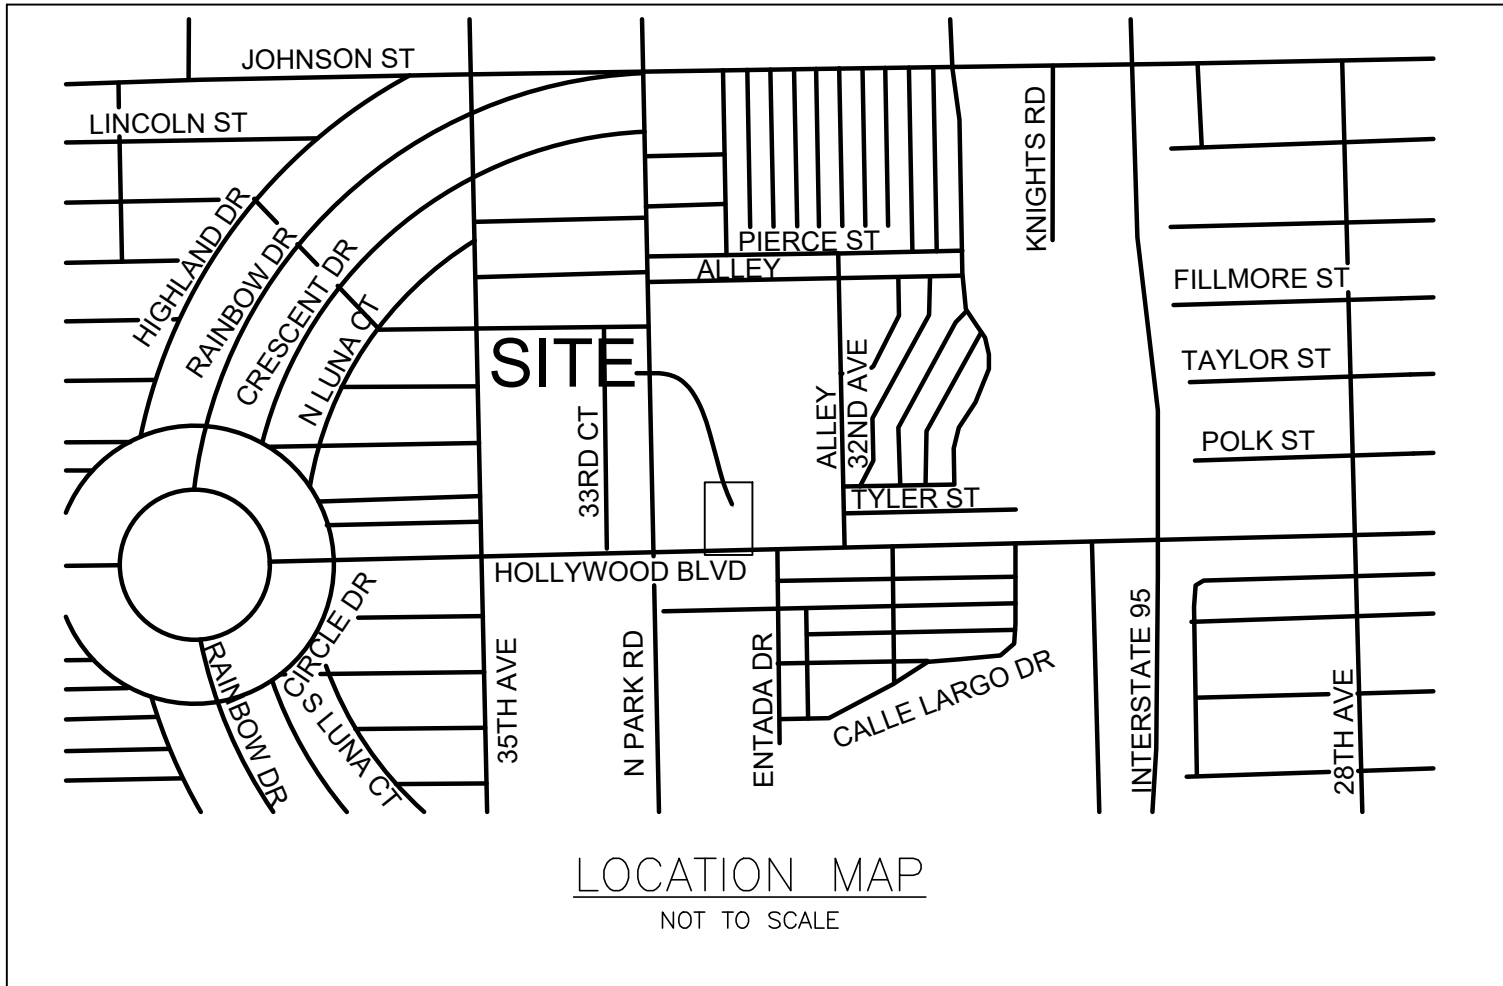 JOHNSON ST
LINCOLN ST
KNIGHTS RD
HIGHLAND DR
RAINBOW DR
CRESCENT DR
N LUNA CT
PIERCE ST
ALLEY
FILLMORE ST
SITE
TAYLOR ST
33RD CT
ALLEY
32ND AVE
POLK ST
TYLER ST
HOLLYWOOD BLVD
CIRCLE DR
RAINBOW DR
S LUNA CT
35TH AVE
N PARK RD
ENTADA DR
CALLE LARGO DR
INTERSTATE 95
28TH AVE
LOCATION MAP
NOT TO SCALE